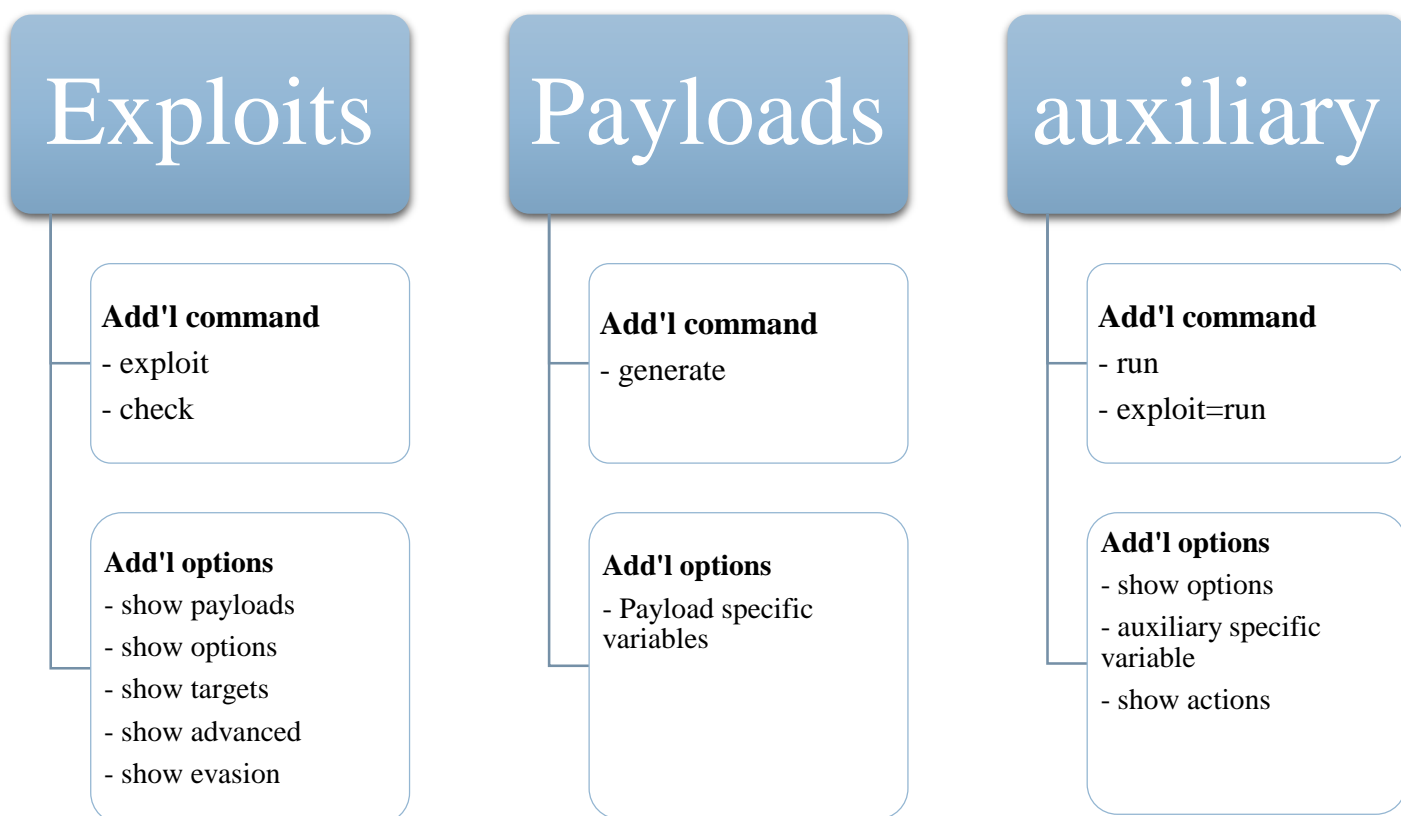 Exploits
Add'l command
- exploit
- check
Add'l options
- show payloads
- show options
- show targets
- show advanced
- show evasion
Payloads
Add'l command
- generate
Add'l options
- Payload specific
variables
auxiliary
Add'l command
- run
- exploit=run
Add'l options
- show options
- auxiliary specific
variable
- show actions